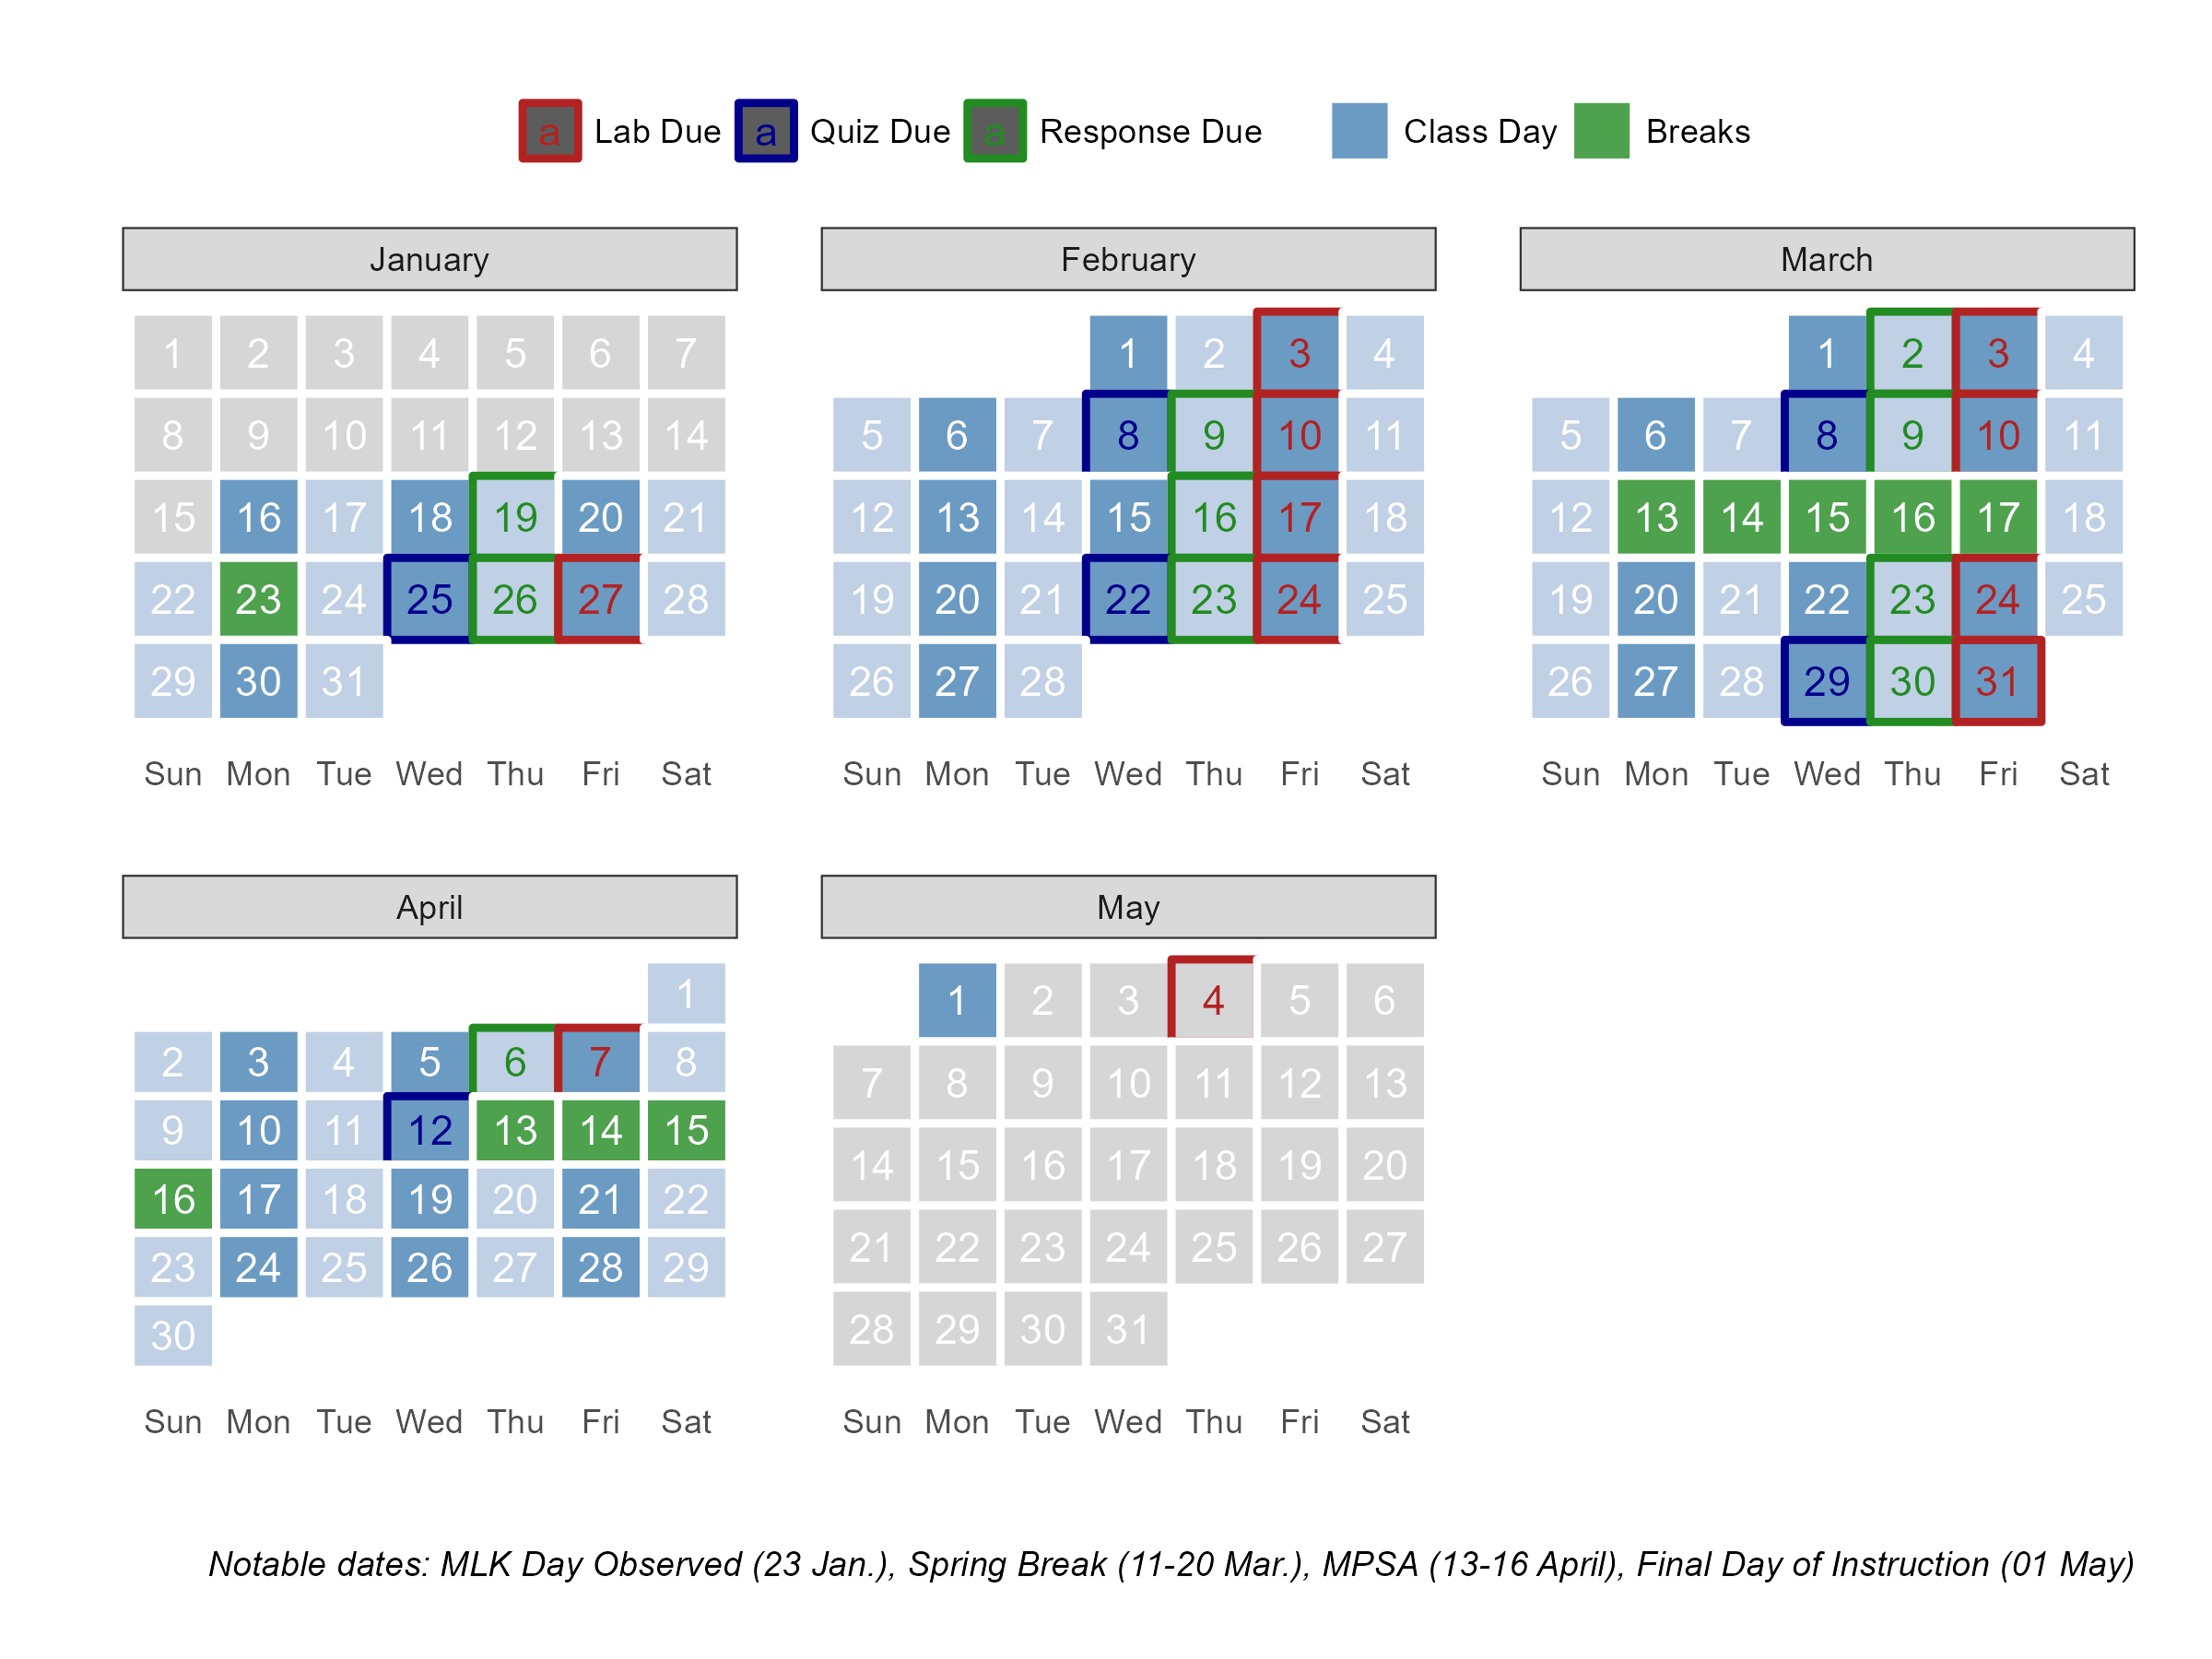 a Lab Due a Quiz Due a Response Due Class Day Breaks
January
1 2 3 4 5 6 7
8 9 10 11 12 13 14
15 16 17 18 19 20 21
22 23 24 25 26 27 28
29 30 31
Sun Mon Tue Wed Thu Fri Sat
February
1 2 3 4
5 6 7 8 9 10 11
12 13 14 15 16 17 18
19 20 21 22 23 24 25
26 27 28
Sun Mon Tue Wed Thu Fri Sat
March
1 2 3 4
5 6 7 8 9 10 11
12 13 14 15 16 17 18
19 20 21 22 23 24 25
26 27 28 29 30 31
Sun Mon Tue Wed Thu Fri Sat
April
1
2 3 4 5 6 7 8
9 10 11 12 13 14 15
16 17 18 19 20 21 22
23 24 25 26 27 28 29
30
Sun Mon Tue Wed Thu Fri Sat
May
1 2 3 4 5 6
7 8 9 10 11 12 13
14 15 16 17 18 19 20
21 22 23 24 25 26 27
28 29 30 31
Sun Mon Tue Wed Thu Fri Sat
Notable dates: MLK Day Observed (23 Jan.), Spring Break (11-20 Mar.), MPSA (13-16 April), Final Day of Instruction (01 May)